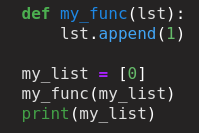 def my_func(lst):
    lst.append(1)

my_list = [0]
my_func(my_list)
print(my_list)